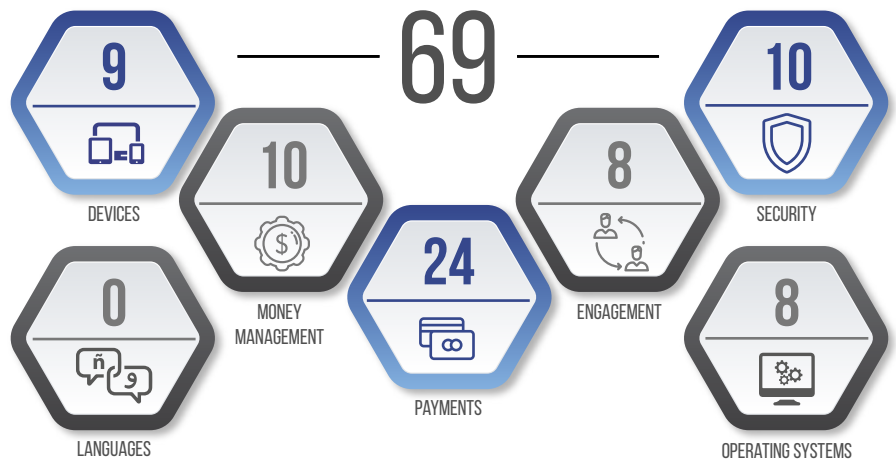 69
9
DEVICES
10
MONEY
MANAGEMENT
24
PAYMENTS
8
ENGAGEMENT
10
SECURITY
0
ñ
و
LANGUAGES
$
8
OPERATING SYSTEMS